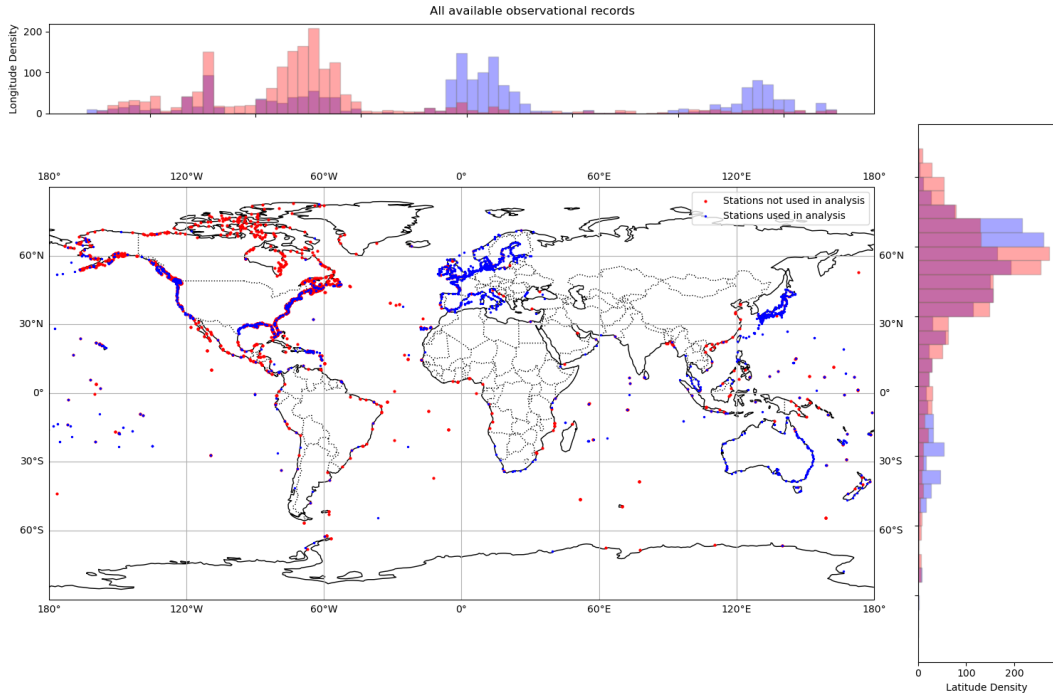 All available observational records
Longitude Density
200
100
0
180° 120°W 60°W 0° 60°E 120°E 180°
Stations not used in analysis
Stations used in analysis
60°N 60°N
30°N 30°N
0° 0°
30°S 30°S
60°S 60°S
180° 120°W 60°W 0° 60°E 120°E 180°
0 100 200
Latitude Density